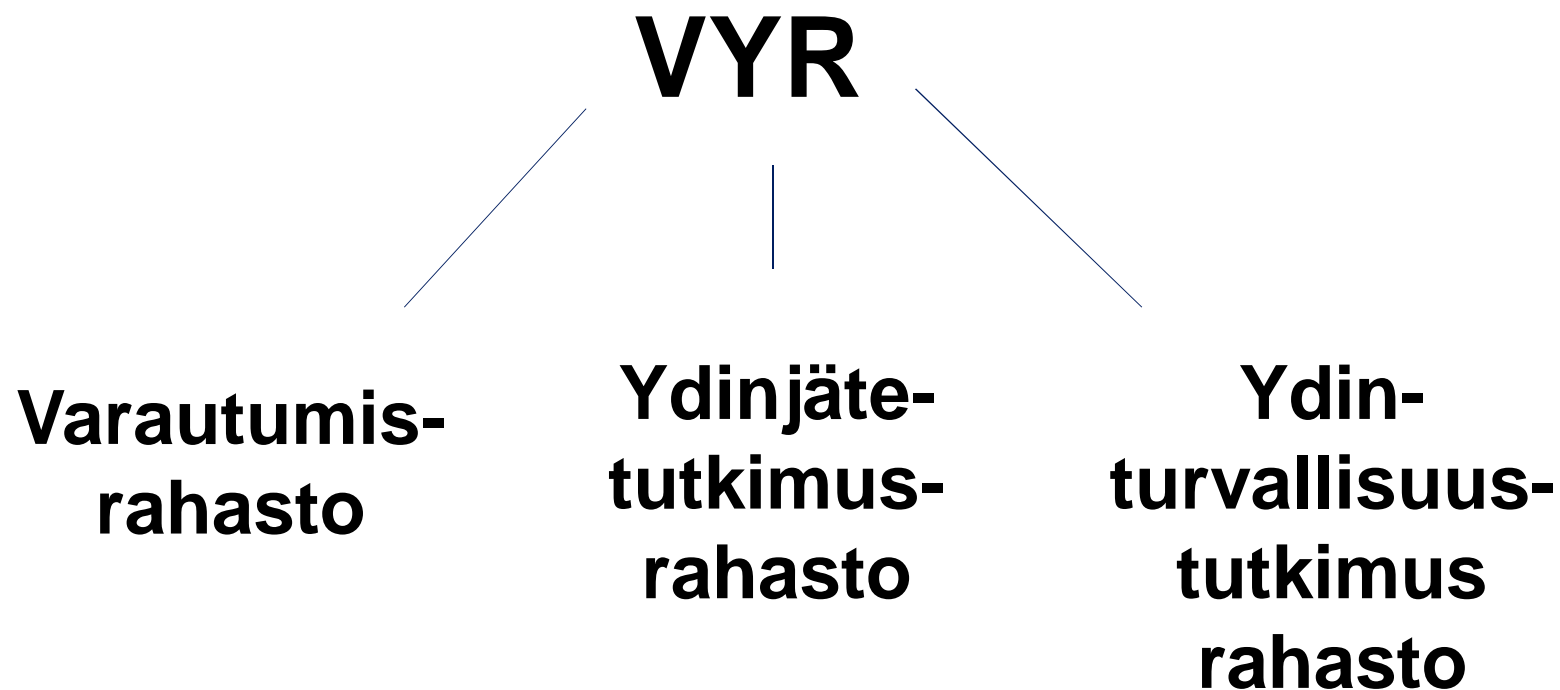 VYR
Varautumis-
rahasto
Ydinjäte-
tutkimus-
rahasto
Ydin-
turvallisuus-
tutkimus
rahasto